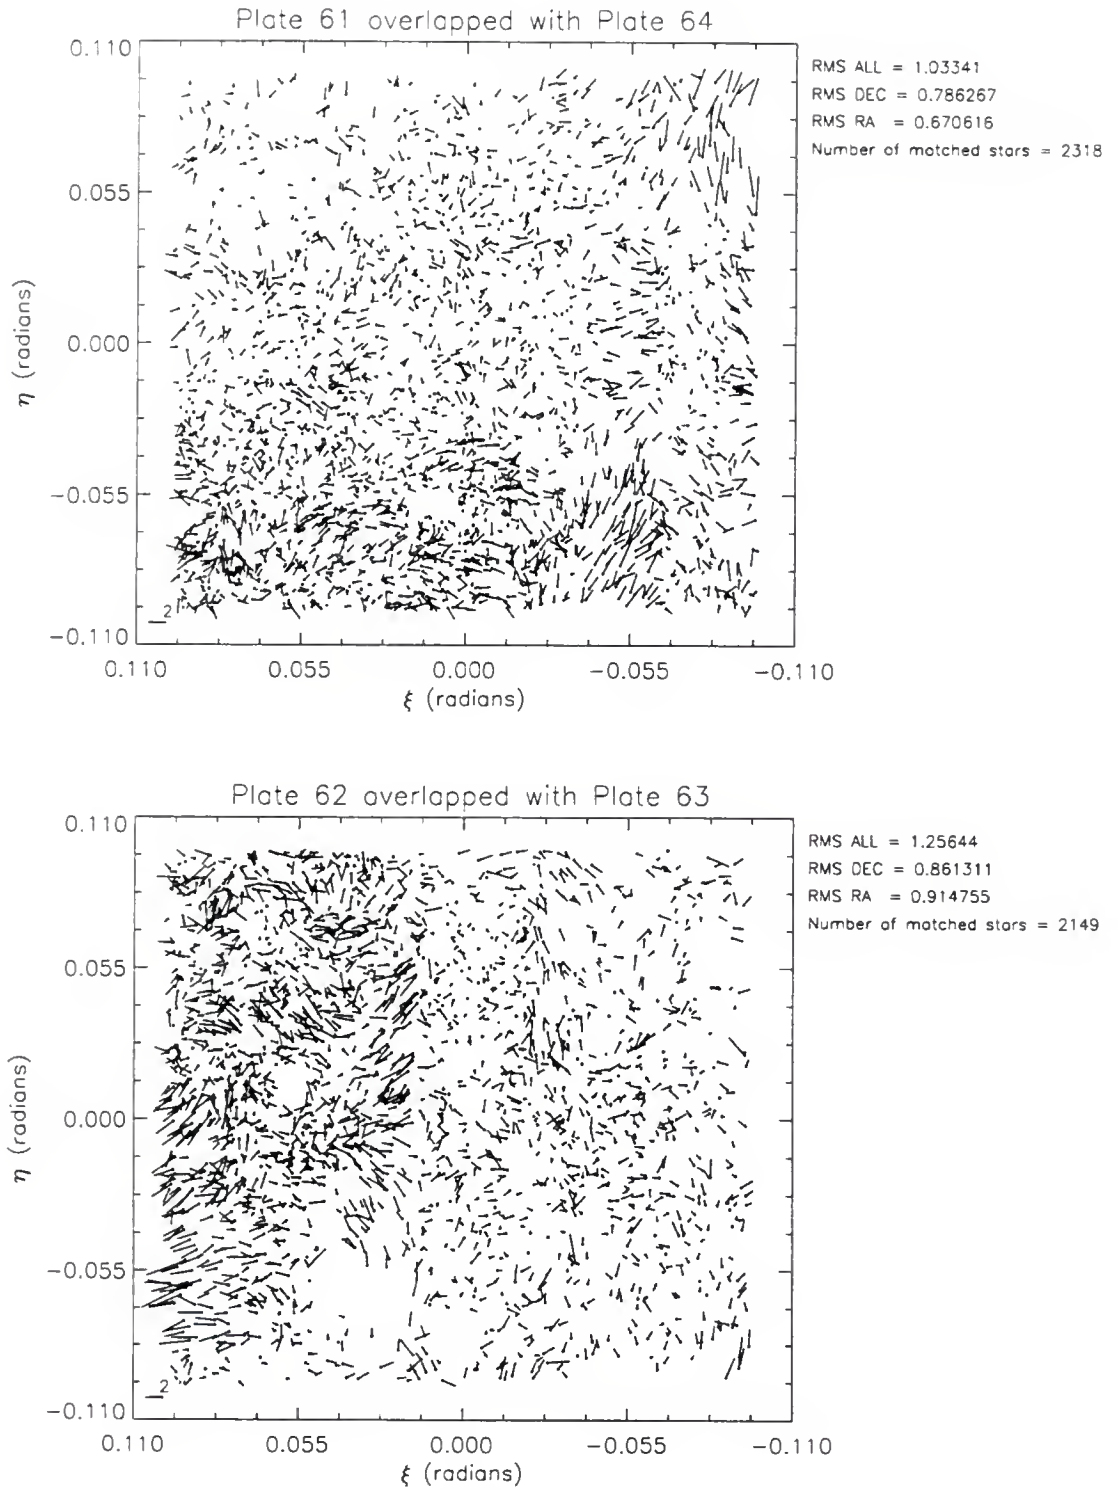 Plate 61 overlapped with Plate 64
RMS ALL = 1.03341
RMS DEC = 0.786267
RMS RA = 0.670616
Number of matched stars = 2318
0.110
0.055
0.000
−0.055
−0.110
η (radians)
2"
0.110 0.055 0.000 −0.055 −0.110
ξ (radians)
Plate 62 overlapped with Plate 63
RMS ALL = 1.25644
RMS DEC = 0.861311
RMS RA = 0.914755
Number of matched stars = 2149
0.110
0.055
0.000
−0.055
−0.110
η (radians)
2"
0.110 0.055 0.000 −0.055 −0.110
ξ (radians)